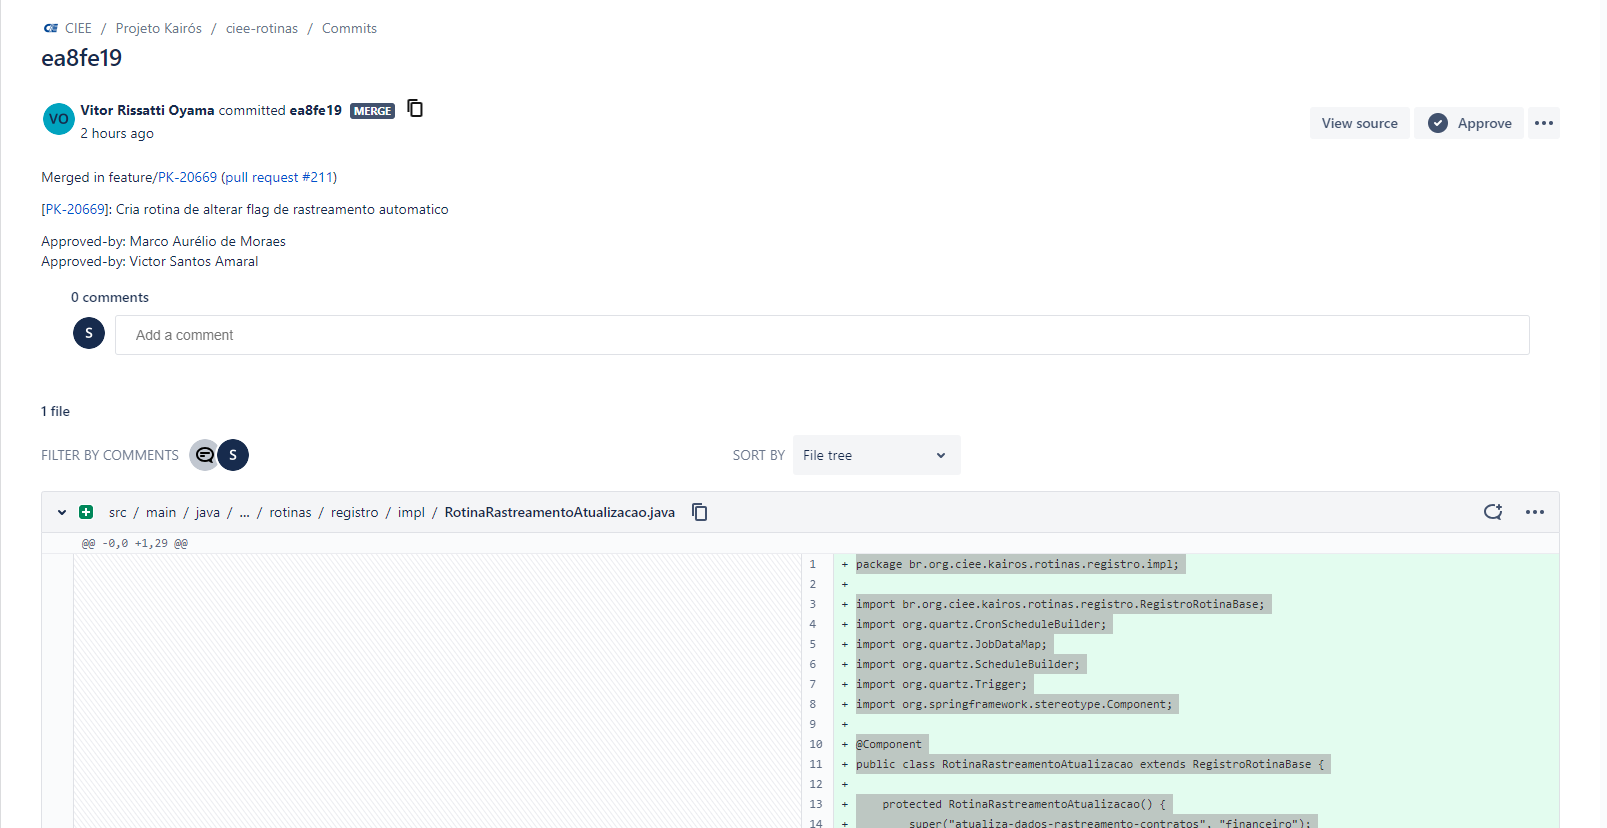 CIEE / Projeto Kairós / ciee-rotinas / Commits
ea8fe19
VO
Vitor Rissatti Oyama committed ea8fe19 MERGE
2 hours ago
View source
Approve
Merged in feature/PK-20669 (pull request #211)
[PK-20669]: Cria rotina de alterar flag de rastreamento automatico
Approved-by: Marco Aurélio de Moraes
Approved-by: Victor Santos Amaral
0 comments
S
Add a comment
1 file
FILTER BY COMMENTS
S
SORT BY
File tree
src / main / java / ... / rotinas / registro / impl / RotinaRastreamentoAtualizacao.java
@@ -0,0 +1,29 @@
1 + package br.org.ciee.kairos.rotinas.registro.impl;
2 +
3 + import br.org.ciee.kairos.rotinas.registro.RegistroRotinaBase;
4 + import org.quartz.CronScheduleBuilder;
5 + import org.quartz.JobDataMap;
6 + import org.quartz.ScheduleBuilder;
7 + import org.quartz.Trigger;
8 + import org.springframework.stereotype.Component;
9 +
10 + @Component
11 + public class RotinaRastreamentoAtualizacao extends RegistroRotinaBase {
12 +
13 + protected RotinaRastreamentoAtualizacao() {
14 + super("atualiza-dados-rastreamento-contratos", "financeiro");